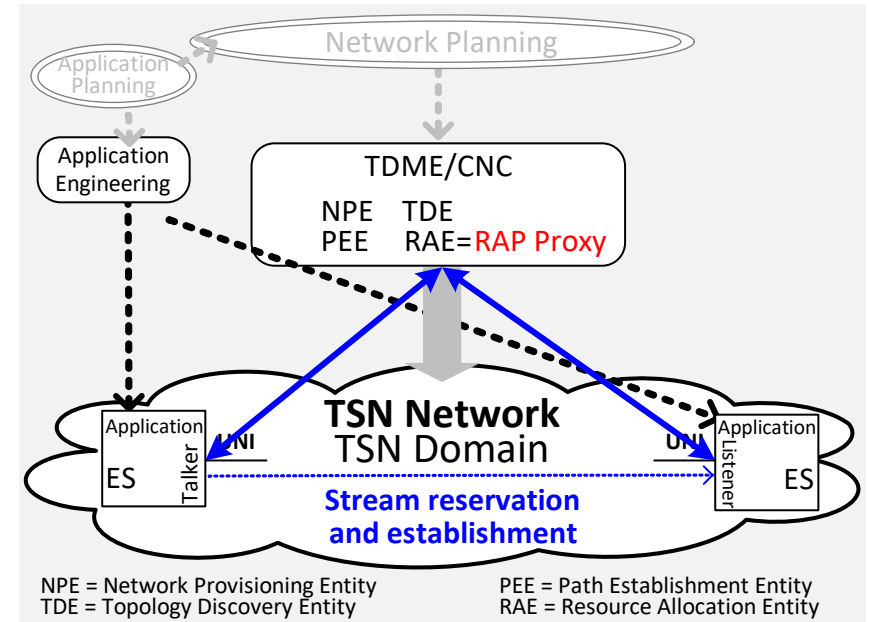 Network Planning
Application
Planning
Application
Engineering
TDME/CNC
NPE TDE
PEE RAE=RAP Proxy
TSN Network
TSN Domain
Application
Talker
ES
UNI
UNI
Application
Listener
ES
Stream reservation
and establishment
NPE = Network Provisioning Entity
TDE = Topology Discovery Entity
PEE = Path Establishment Entity
RAE = Resource Allocation Entity